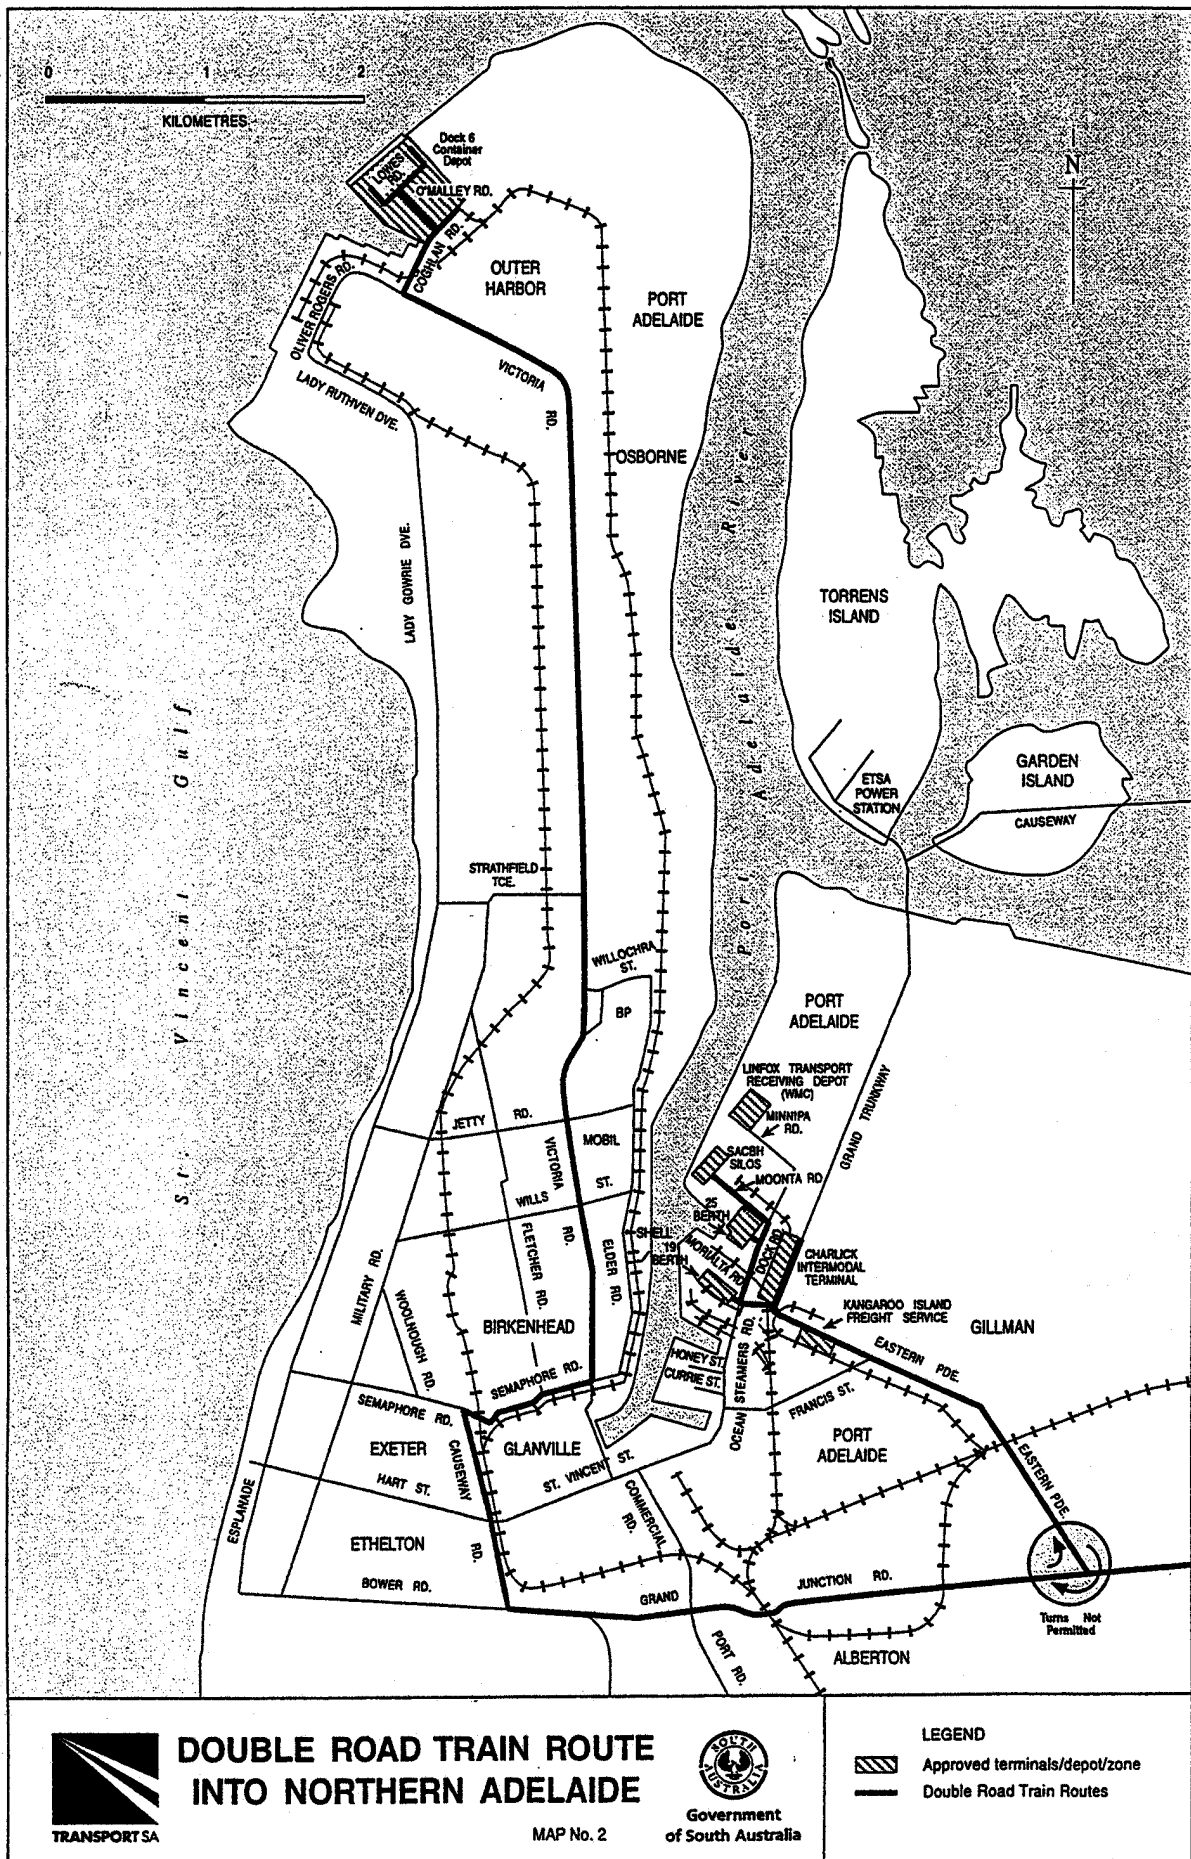 0 1 2
KILOMETRES
Dock 6
Container
Depot
LOWES
RD.
O'MALLEY RD.
N
COGHLAN RD.
OLIVER ROGERS RD.
OUTER
HARBOR
PORT
ADELAIDE
VICTORIA
RD.
LADY RUTHVEN DVE.
OSBORNE
Port Adelaide River
LADY GOWRIE DVE.
TORRENS
ISLAND
St. Vincent Gulf
GARDEN
ISLAND
ETSA
POWER
STATION
CAUSEWAY
STRATHFIELD
TCE.
WILLOCHRA
ST.
BP
PORT
ADELAIDE
LINFOX TRANSPORT
RECEIVING DEPOT
(WMC)
MINNIPA
RD.
GRAND TRUNKWAY
JETTY RD.
MOBIL
SACBH
SILOS
MOONTA RD
VICTORIA
RD.
WILLS ST.
25
BERTH
FLETCHER RD.
ELDER RD.
SHELL
19
BERTH
MORIALTA RD
DOCK RD.
CHARLICK
INTERMODAL
TERMINAL
MILITARY RD.
WOOLNOUGH RD.
BIRKENHEAD
KANGAROO ISLAND
FREIGHT SERVICE
GILLMAN
EASTERN PDE.
HONEY ST.
CURRIE ST.
OCEAN STEAMERS RD.
FRANCIS ST.
SEMAPHORE RD.
SEMAPHORE RD.
EXETER
CAUSEWAY
RD.
GLANVILLE
PORT
ADELAIDE
EASTERN PDE.
HART ST.
ST. VINCENT ST.
COMMERCIAL
RD.
ESPLANADE
ETHELTON
BOWER RD.
GRAND
JUNCTION RD.
Turns Not
Permitted
PORT RD.
ALBERTON
TRANSPORT SA
DOUBLE ROAD TRAIN ROUTE
INTO NORTHERN ADELAIDE
MAP No. 2
SOUTH
AUSTRALIA
Government
of South Australia
LEGEND
Approved terminals/depot/zone
Double Road Train Routes